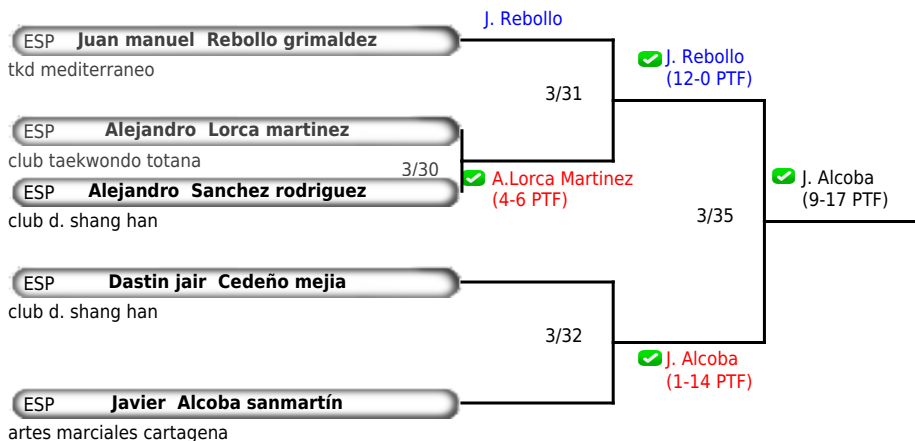 J. Rebollo
ESP Juan manuel Rebollo grimaldez
tkd mediterraneo
J. Rebollo
(12-0 PTF)
3/31
ESP Alejandro Lorca martinez
club taekwondo totana
3/30
A.Lorca Martinez
(4-6 PTF)
J. Alcoba
(9-17 PTF)
ESP Alejandro Sanchez rodriguez
club d. shang han
3/35
ESP Dastin jair Cedeño mejia
club d. shang han
3/32
J. Alcoba
(1-14 PTF)
ESP Javier Alcoba sanmartín
artes marciales cartagena